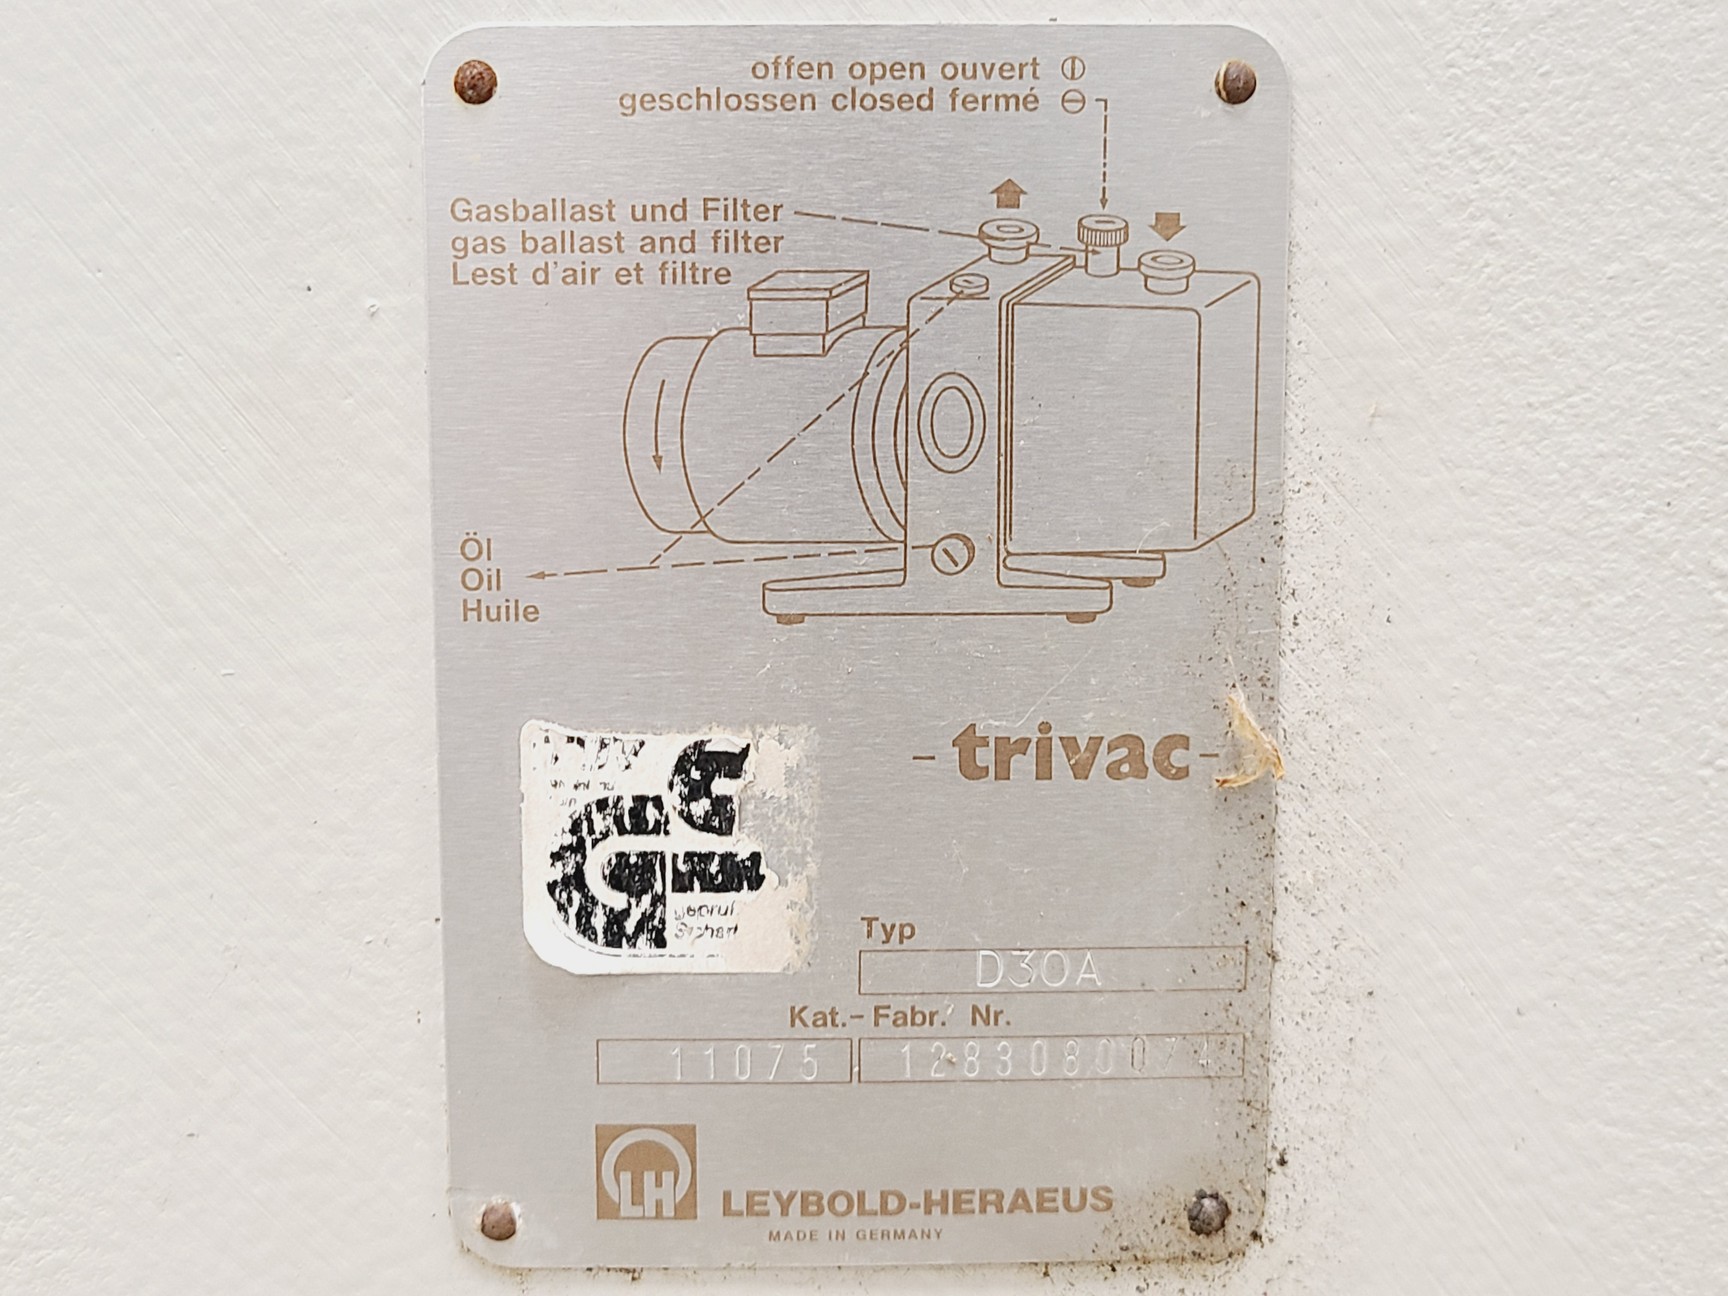 offen open ouvert
geschlossen closed fermé
Gasballast und Filter
gas ballast and filter
Lest d'air et filtre
Öl
Oil
Huile
-trivac-
Typ
D30A
Kat.-Fabr. Nr.
11075
LH
LEYBOLD-HERAEUS
MADE IN GERMANY